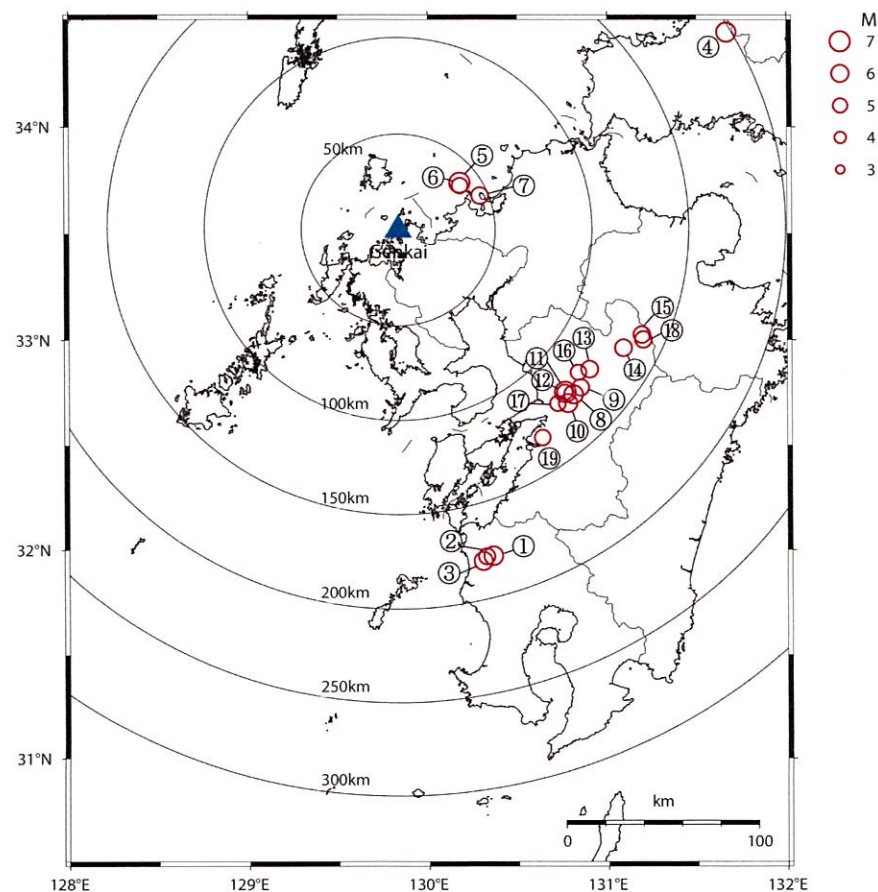 M
7
6
5
4
3
④
34°N
50km
⑤
⑥
⑦
Genkai
33°N
⑮
⑬
⑯
⑱
⑪
⑫
⑭
⑰
⑨
⑧
⑩
100km
⑲
150km
②
①
32°N
③
200km
250km
31°N
300km
km
0
100
128°E
129°E
130°E
131°E
132°E